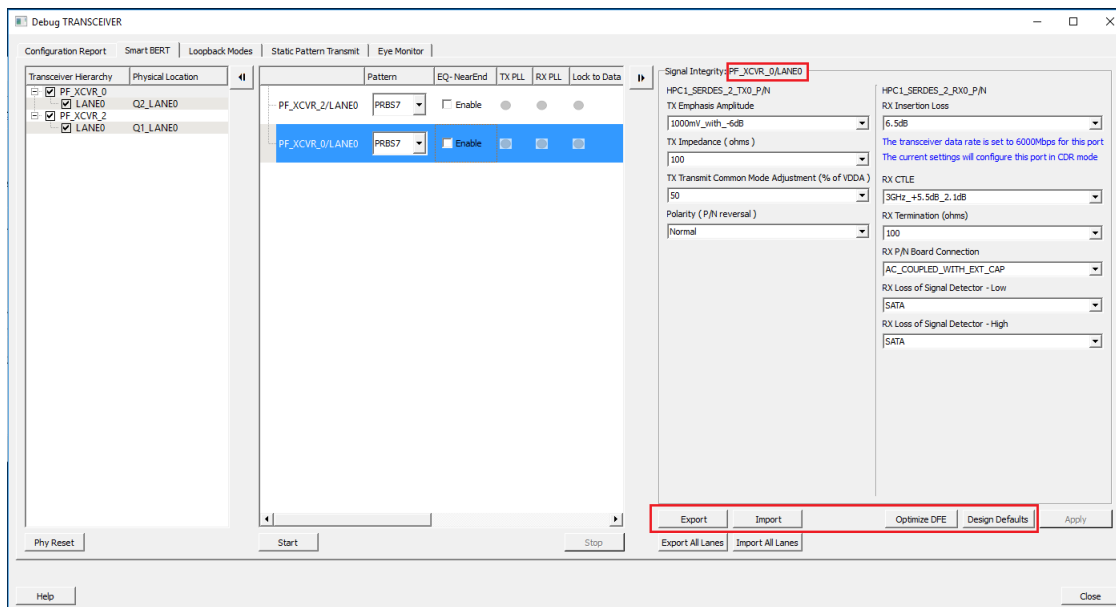 Debug TRANSCEIVER
Configuration Report Smart BERT Loopback Modes Static Pattern Transmit Eye Monitor
Transceiver Hierarchy Physical Location
PF_XCVR_0
LANE0 Q2_LANE0
PF_XCVR_2
LANE0 Q1_LANE0
Phy Reset
Pattern EQ- NearEnd TX PLL RX PLL Lock to Data
PF_XCVR_2/LANE0 PRBS7 Enable
PF_XCVR_0/LANE0 PRBS7 Enable
Start Stop
Signal Integrity: PF_XCVR_0/LANE0
HPC1_SERDES_2_TX0_P/N
TX Emphasis Amplitude
1000mV_with_-6dB
TX Impedance ( ohms )
100
TX Transmit Common Mode Adjustment (% of VDDA )
50
Polarity ( P/N reversal )
Normal
HPC1_SERDES_2_RX0_P/N
RX Insertion Loss
6.5dB
The transceiver data rate is set to 6000Mbps for this port
The current settings will configure this port in CDR mode
RX CTLE
3GHz_+5.5dB_2.1dB
RX Termination (ohms)
100
RX P/N Board Connection
AC_COUPLED_WITH_EXT_CAP
RX Loss of Signal Detector - Low
SATA
RX Loss of Signal Detector - High
SATA
Export Import Optimize DFE Design Defaults Apply
Export All Lanes Import All Lanes
Help Close